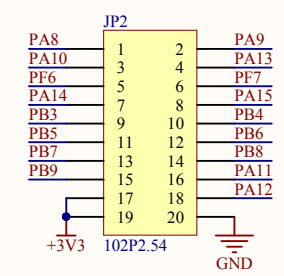 JP2
PA8 1 2 PA9
PA10 3 4 PA13
PF6 5 6 PF7
PA14 7 8 PA15
PB3 9 10 PB4
PB5 11 12 PB6
PB7 13 14 PB8
PB9 15 16 PA11
17 18 PA12
19 20
+3V3 102P2.54
GND